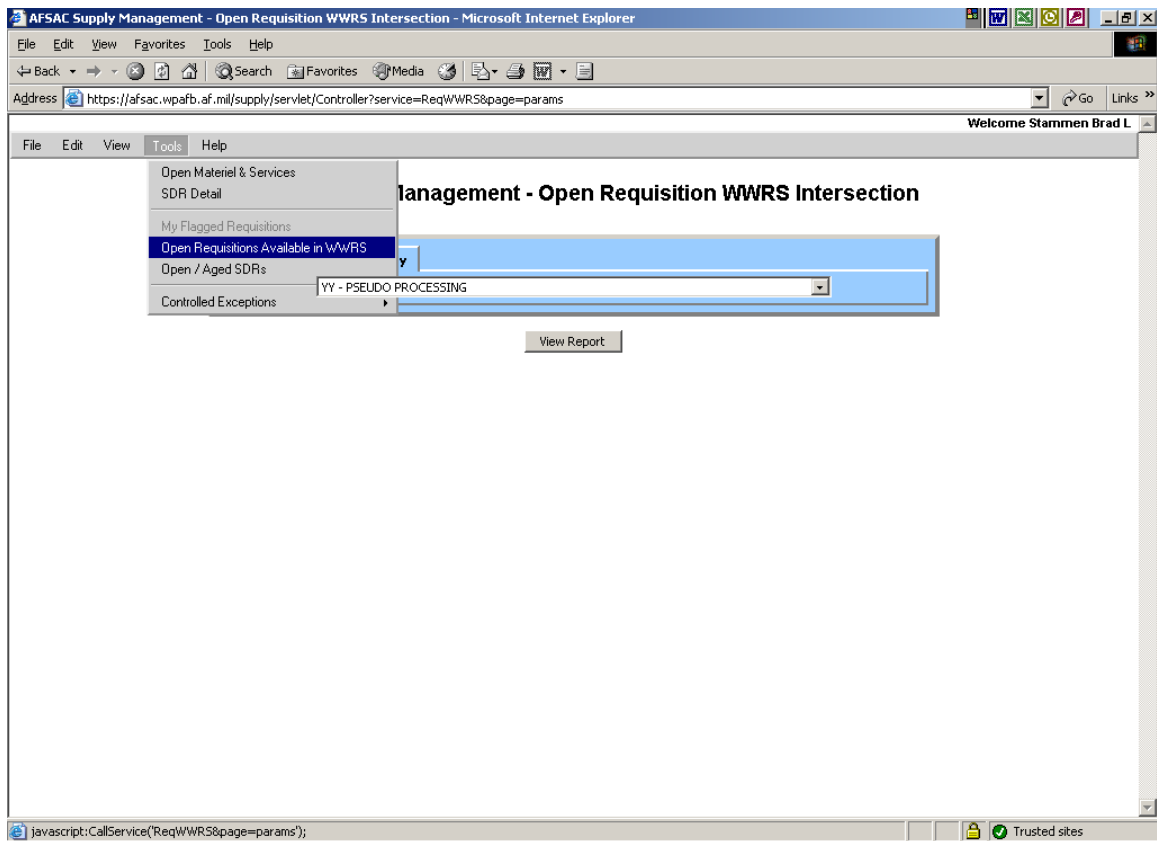 AFSAC Supply Management - Open Requisition WWRS Intersection - Microsoft Internet Explorer
File Edit View Favorites Tools Help
Back Search Favorites Media
Address https://afsac.wpafb.af.mil/supply/servlet/Controller?service=ReqWWRS&page=params Go Links »
Welcome Stammen Brad L
File Edit View Tools Help
Open Materiel & Services
SDR Detail
lanagement - Open Requisition WWRS Intersection
My Flagged Requisitions
Open Requisitions Available in WWRS
y
Open / Aged SDRs
YY - PSEUDO PROCESSING
Controlled Exceptions
View Report
javascript:CallService('ReqWWRS&page=params');
Trusted sites